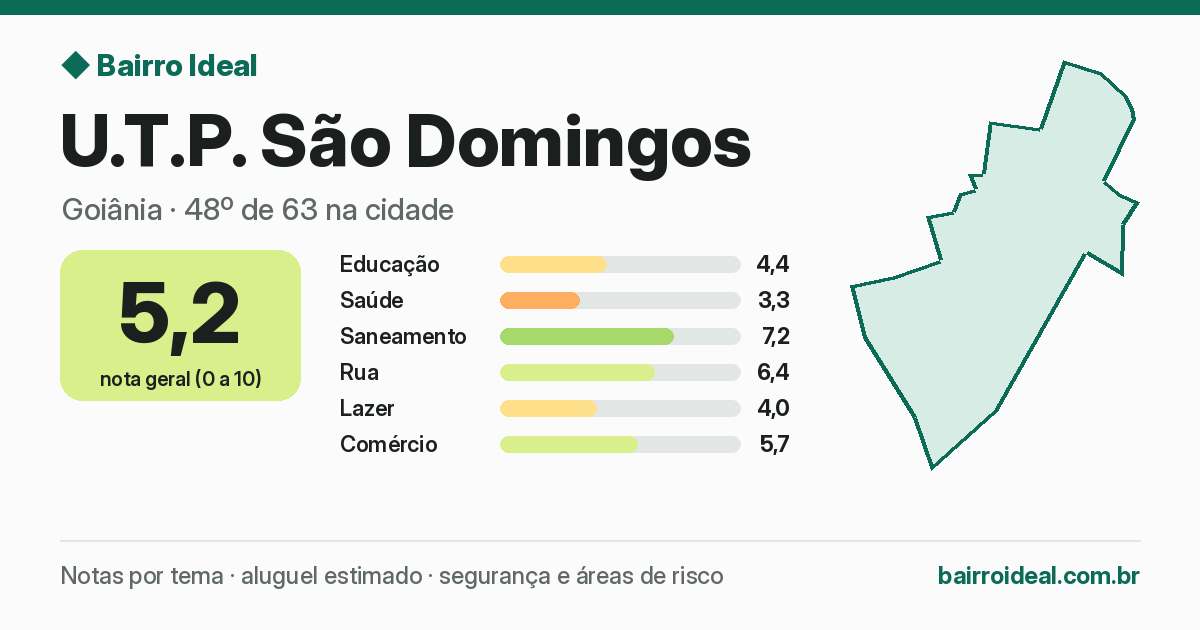 Bairro Ideal
U.T.P. São Domingos
Goiânia · 48º de 63 na cidade
5,2
nota geral (0 a 10)
Educação 4,4
Saúde 3,3
Saneamento 7,2
Rua 6,4
Lazer 4,0
Comércio 5,7
Notas por tema · aluguel estimado · segurança e áreas de risco
bairroideal.com.br